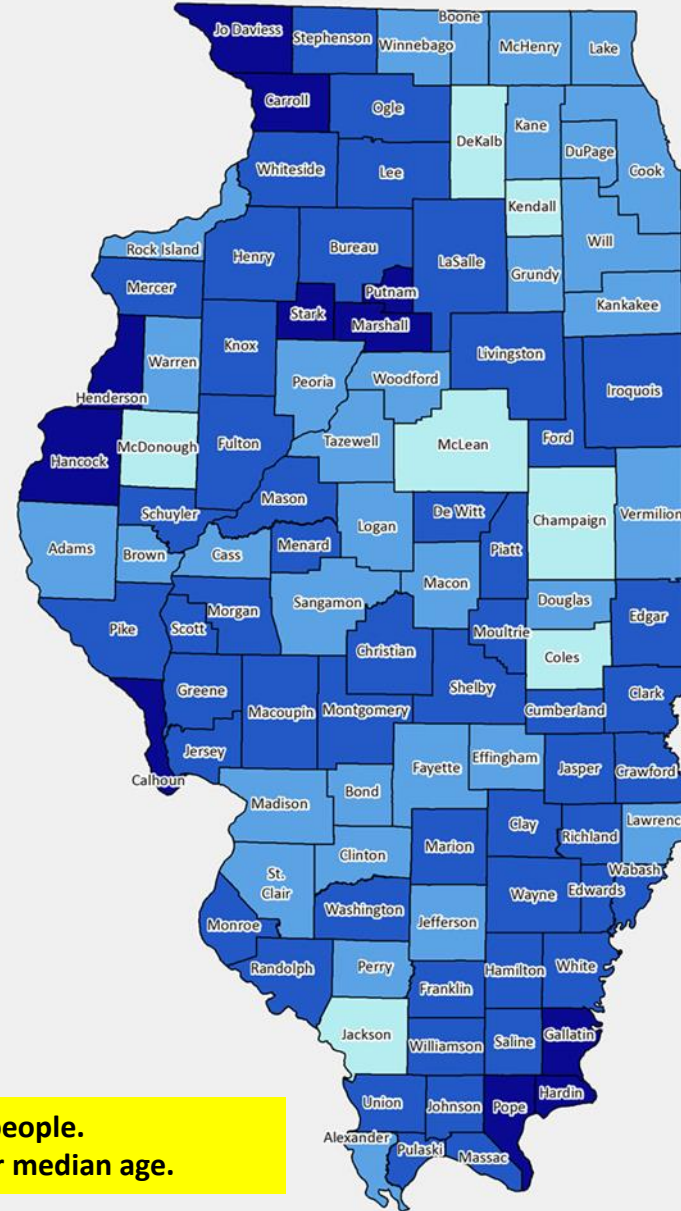 Jo Daviess
Stephenson
Winnebago
Boone
McHenry
Lake
Carroll
Ogle
DeKalb
Kane
DuPage
Cook
Whiteside
Lee
Kendall
Rock Island
Henry
Bureau
LaSalle
Will
Grundy
Mercer
Putnam
Kankakee
Stark
Marshall
Knox
Warren
Peoria
Woodford
Livingston
Iroquois
Henderson
Hancock
McDonough
Fulton
Tazewell
McLean
Ford
Mason
Schuyler
Logan
De Witt
Champaign
Vermilion
Adams
Brown
Cass
Menard
Piatt
Macon
Sangamon
Douglas
Pike
Scott
Morgan
Christian
Moultrie
Edgar
Coles
Greene
Macoupin
Montgomery
Shelby
Cumberland
Clark
Jersey
Calhoun
Fayette
Effingham
Jasper
Crawford
Madison
Bond
Clay
Richland
Lawrenc
Clinton
Marion
Wabash
St.
Clair
Wayne
Edwards
Washington
Jefferson
Monroe
Randolph
Perry
Hamilton
White
Franklin
Jackson
Williamson
Saline
Gallatin
Union
Johnson
Pope
Hardin
Alexander
Pulaski
Massac
people.
r median age.